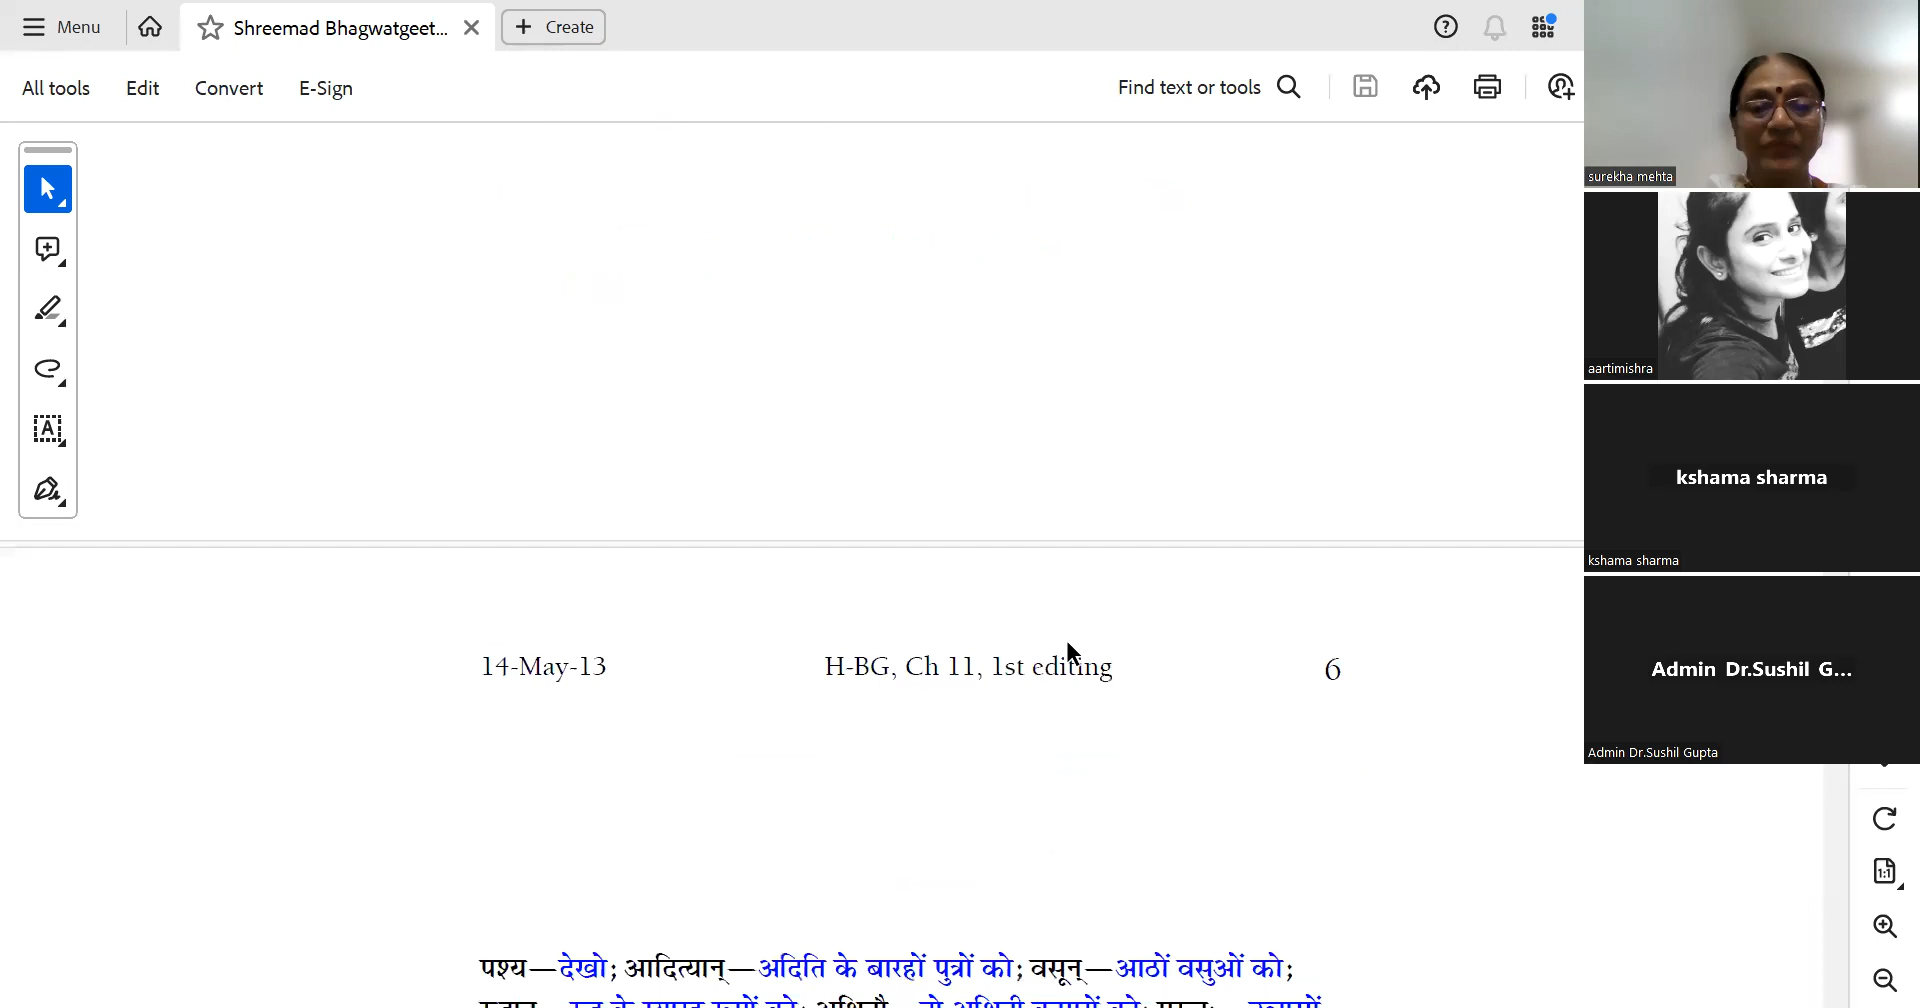 Menu
Shreemad Bhagwatgeet...
Create
All tools
Edit
Convert
E-Sign
Find text or tools
surekha mehta
aartimishra
kshama sharma
kshama sharma
Admin Dr.Sushil G...
Admin Dr.Sushil Gupta
14-May-13 H-BG, Ch 11, 1st editing 6
पश्य—देखो; आदित्यान्—अदिति के बारहों पुत्रों को; वसून्—आठों वसुओं को;